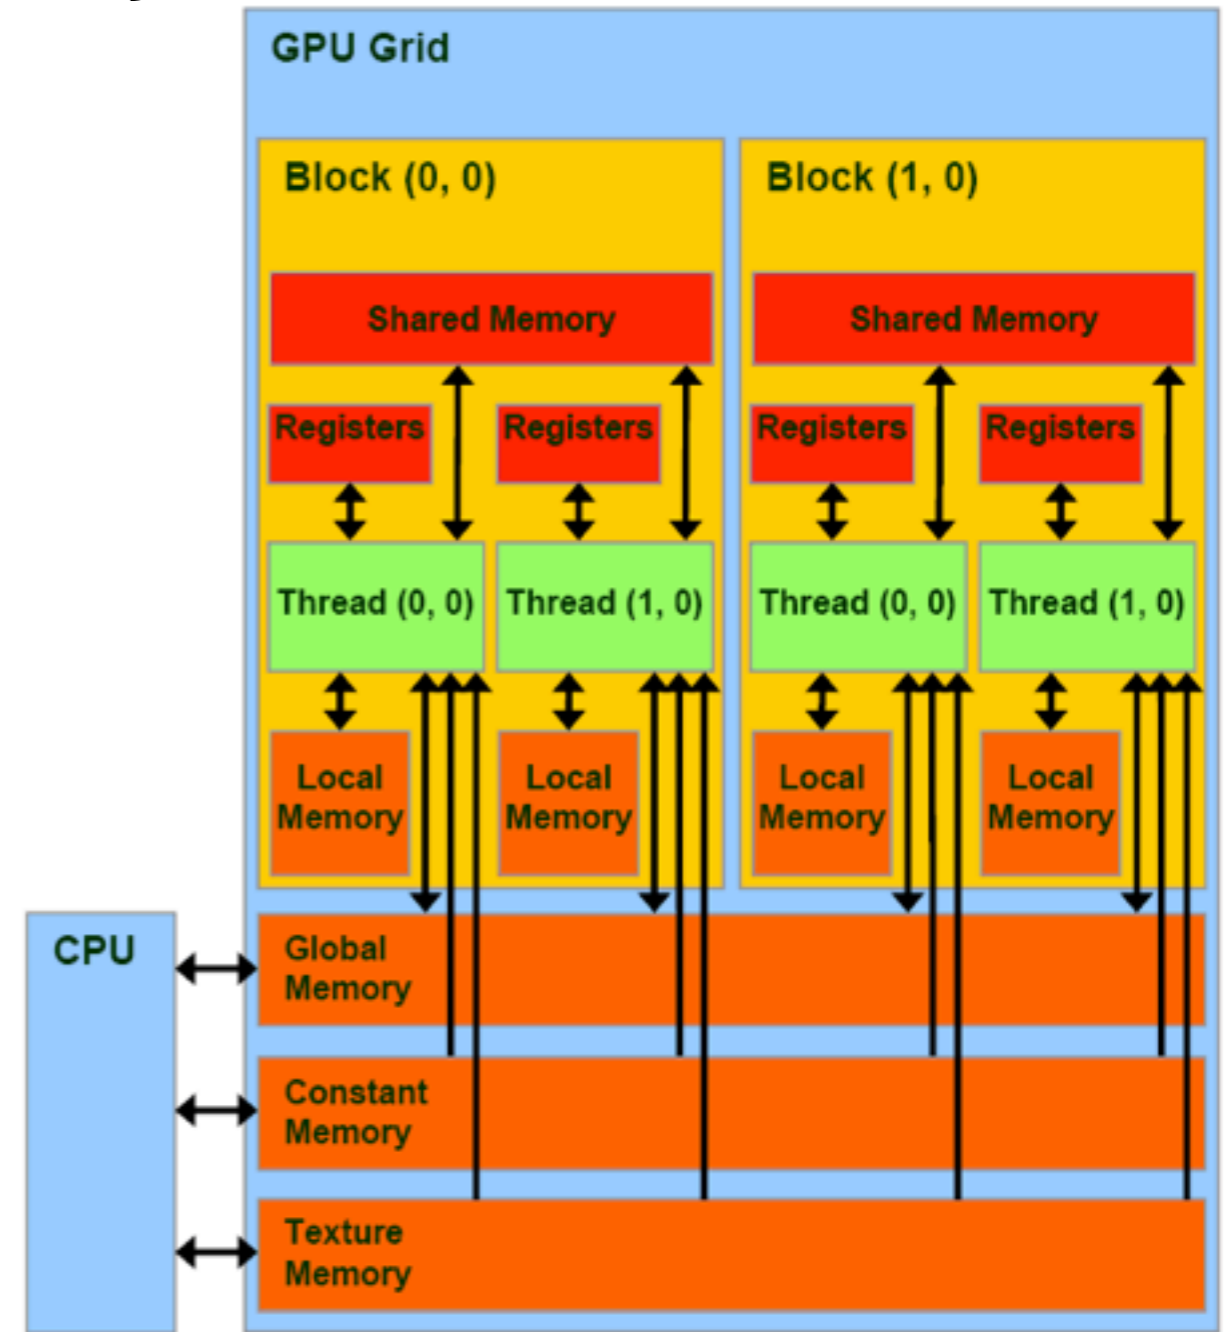 GPU Grid
Block (0, 0)
Block (1, 0)
Shared Memory
Shared Memory
Registers
Registers
Registers
Registers
Thread (0, 0)
Thread (1, 0)
Thread (0, 0)
Thread (1, 0)
Local
Memory
Local
Memory
Local
Memory
Local
Memory
CPU
Global
Memory
Constant
Memory
Texture
Memory